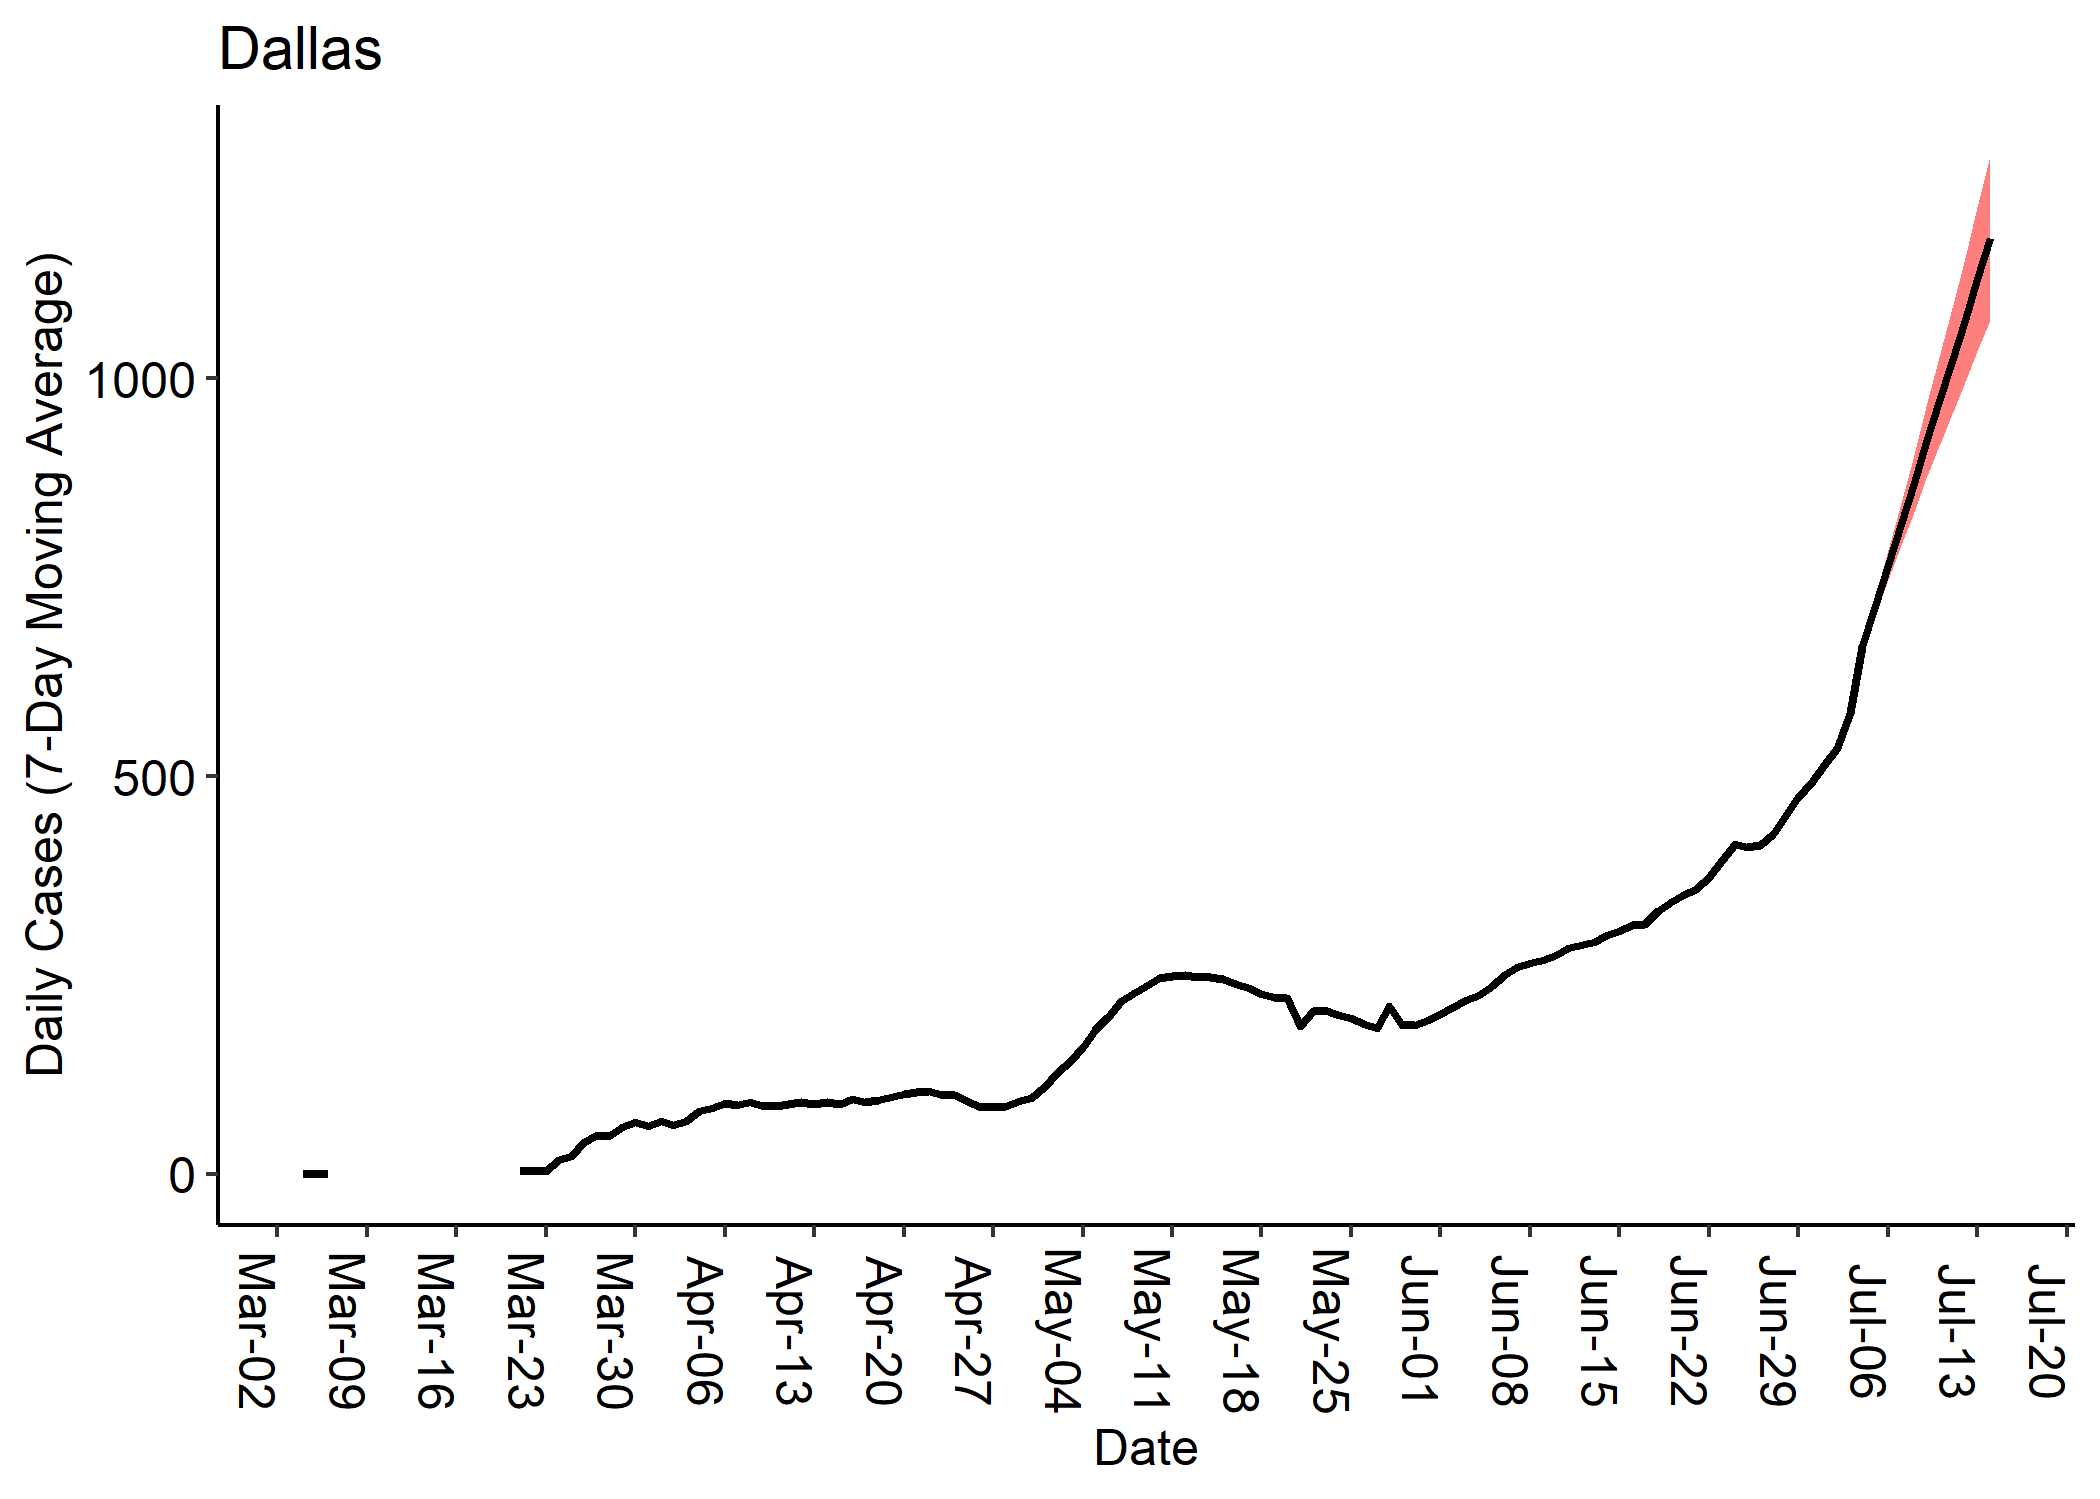 Dallas
Daily Cases (7-Day Moving Average)
1000
500
0
Mar-02
Mar-09
Mar-16
Mar-23
Mar-30
Apr-06
Apr-13
Apr-20
Apr-27
May-04
May-11
May-18
May-25
Jun-01
Jun-08
Jun-15
Jun-22
Jun-29
Jul-06
Jul-13
Jul-20
Date